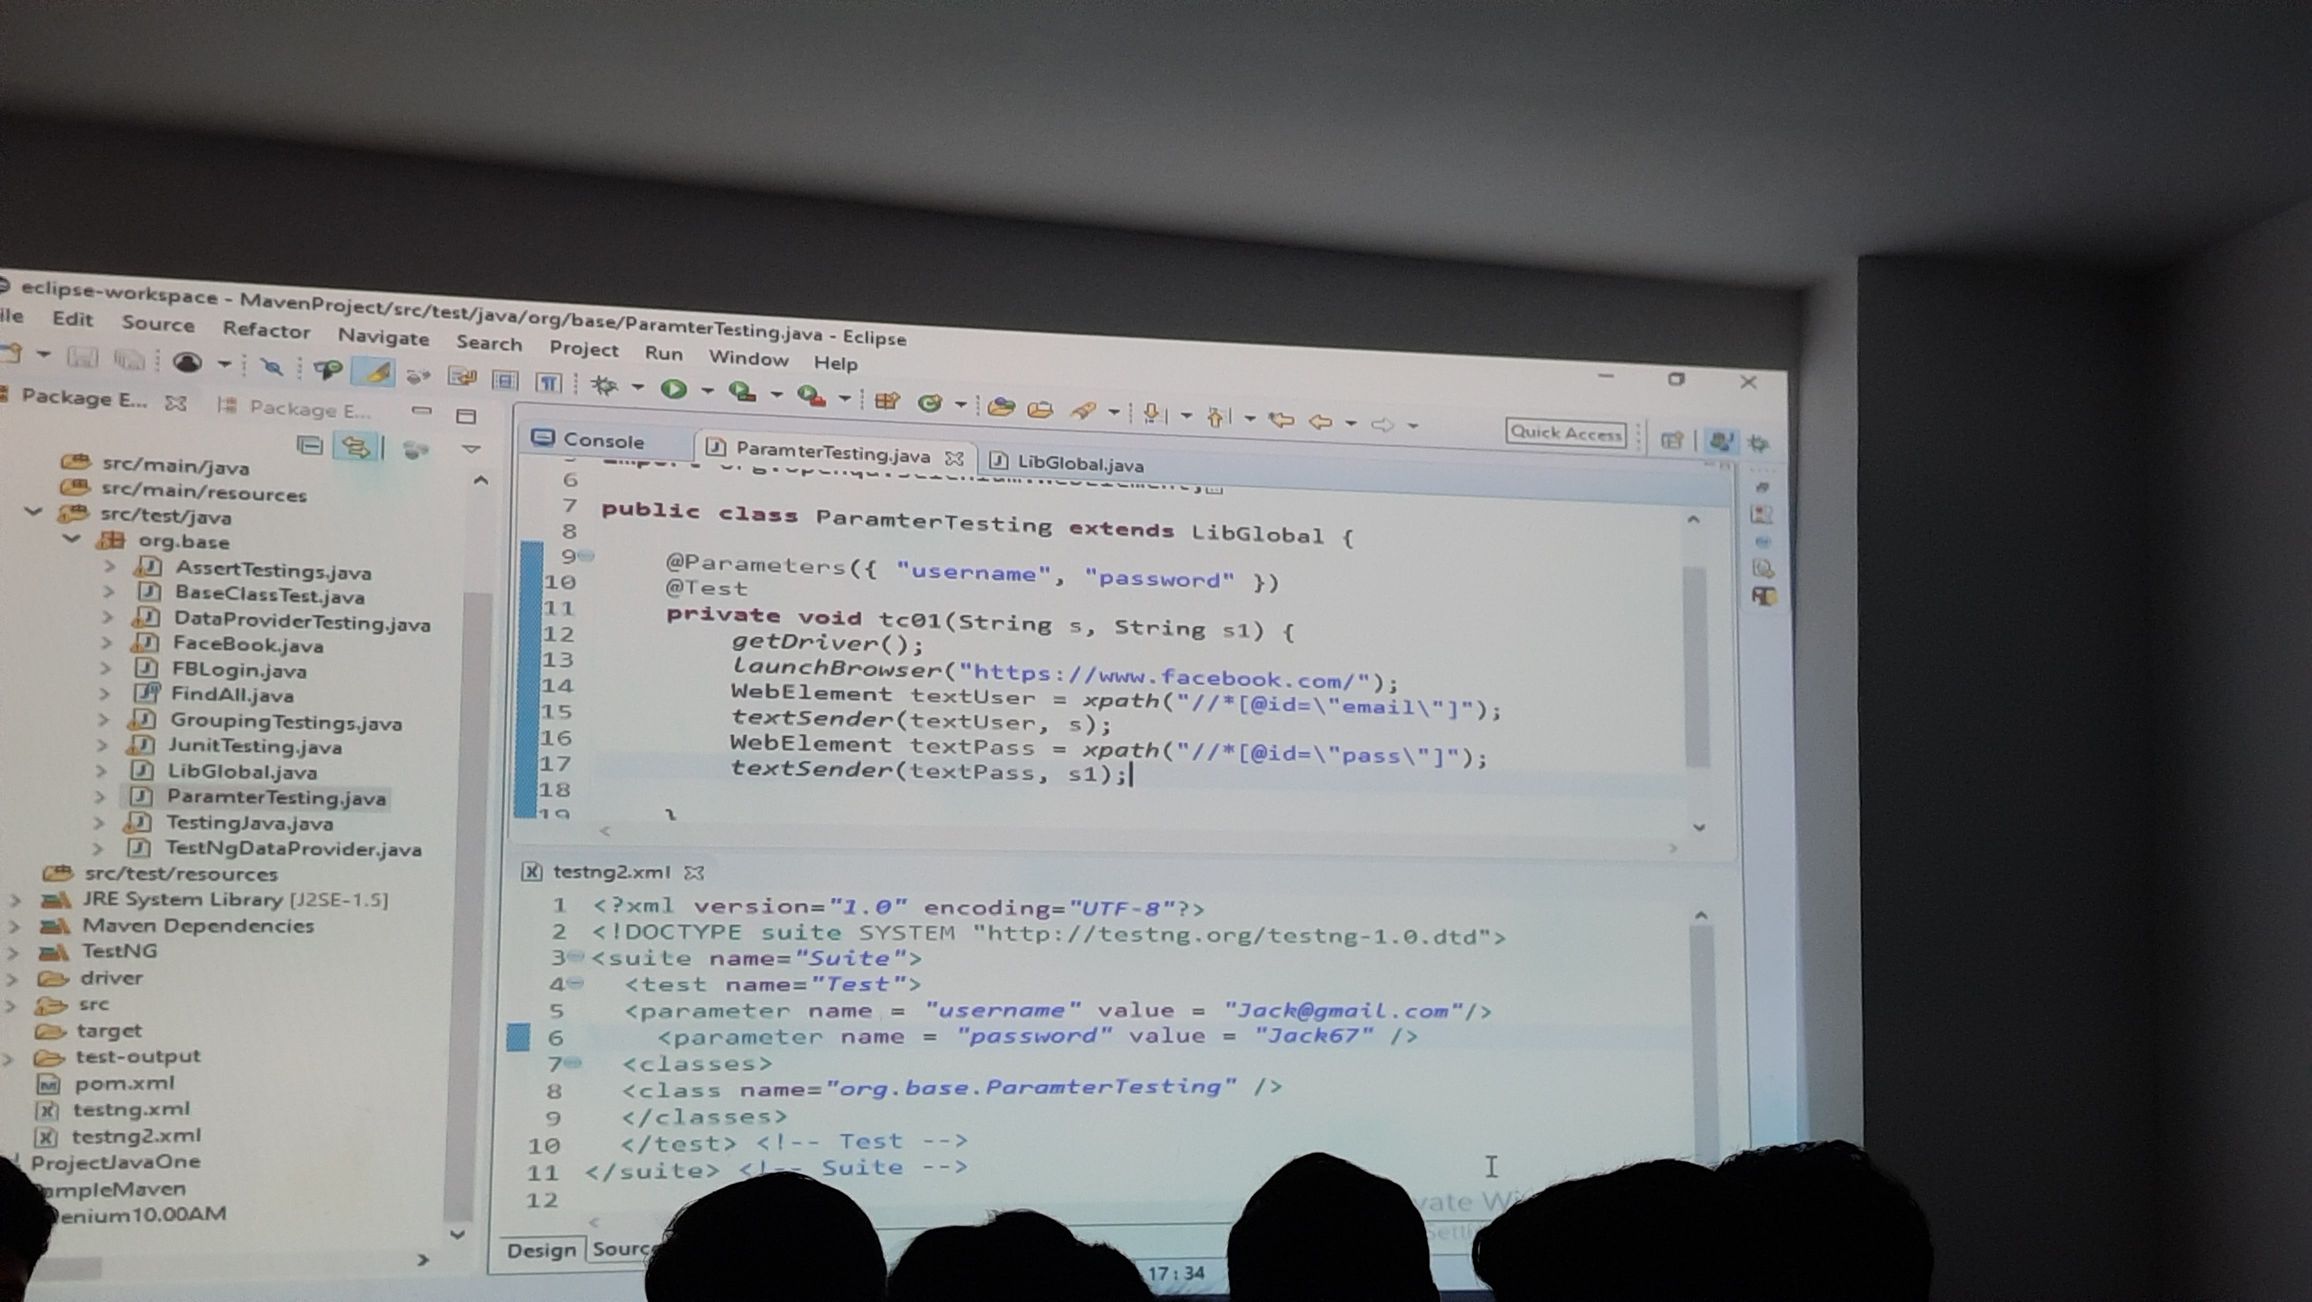 eclipse-workspace - MavenProject/src/test/java/org/base/ParamterTesting.java - Eclipse
Edit Source Refactor Navigate Search Project Run Window Help
Quick Access
Package E... Package E...
src/main/java
src/main/resources
src/test/java
org.base
AssertTestings.java
BaseClassTest.java
DataProviderTesting.java
FaceBook.java
FBLogin.java
FindAll.java
GroupingTestings.java
JunitTesting.java
LibGlobal.java
ParamterTesting.java
TestingJava.java
TestNgDataProvider.java
src/test/resources
JRE System Library [J2SE-1.5]
Maven Dependencies
TestNG
driver
src
target
test-output
pom.xml
testng.xml
testng2.xml
ProjectJavaOne
Console ParamterTesting.java LibGlobal.java
6
7 public class ParamterTesting extends LibGlobal {
8
9 @Parameters({ "username", "password" })
10 @Test
11 private void tc01(String s, String s1) {
12 getDriver();
13 launchBrowser("https://www.facebook.com/");
14 WebElement textUser = xpath("//*[@id=\"email\"]");
15 textSender(textUser, s);
16 WebElement textPass = xpath("//*[@id=\"pass\"]");
17 textSender(textPass, s1);
18
19 }
testng2.xml
1 <?xml version="1.0" encoding="UTF-8"?>
2 <!DOCTYPE suite SYSTEM "http://testng.org/testng-1.0.dtd">
3 <suite name="Suite">
4 <test name="Test">
5 <parameter name = "username" value = "Jack@gmail.com"/>
6 <parameter name = "password" value = "Jack67" />
7 <classes>
8 <class name="org.base.ParamterTesting" />
9 </classes>
10 </test> <!-- Test -->
11 </suite> <!-- Suite -->
12
Design
17:34